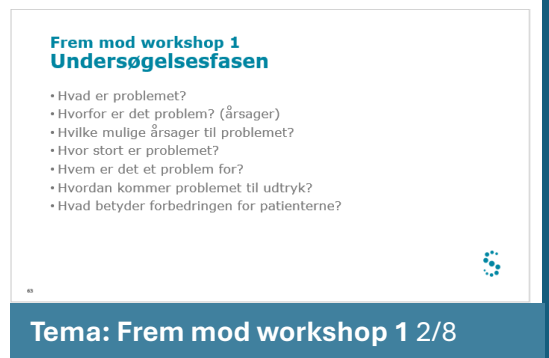 Frem mod workshop 1
Undersøgelsesfasen
• Hvad er problemet?
• Hvorfor er det problem? (årsager)
• Hvilke mulige årsager til problemet?
• Hvor stort er problemet?
• Hvem er det et problem for?
• Hvordan kommer problemet til udtryk?
• Hvad betyder forbedringen for patienterne?
63
Tema: Frem mod workshop 1 2/8